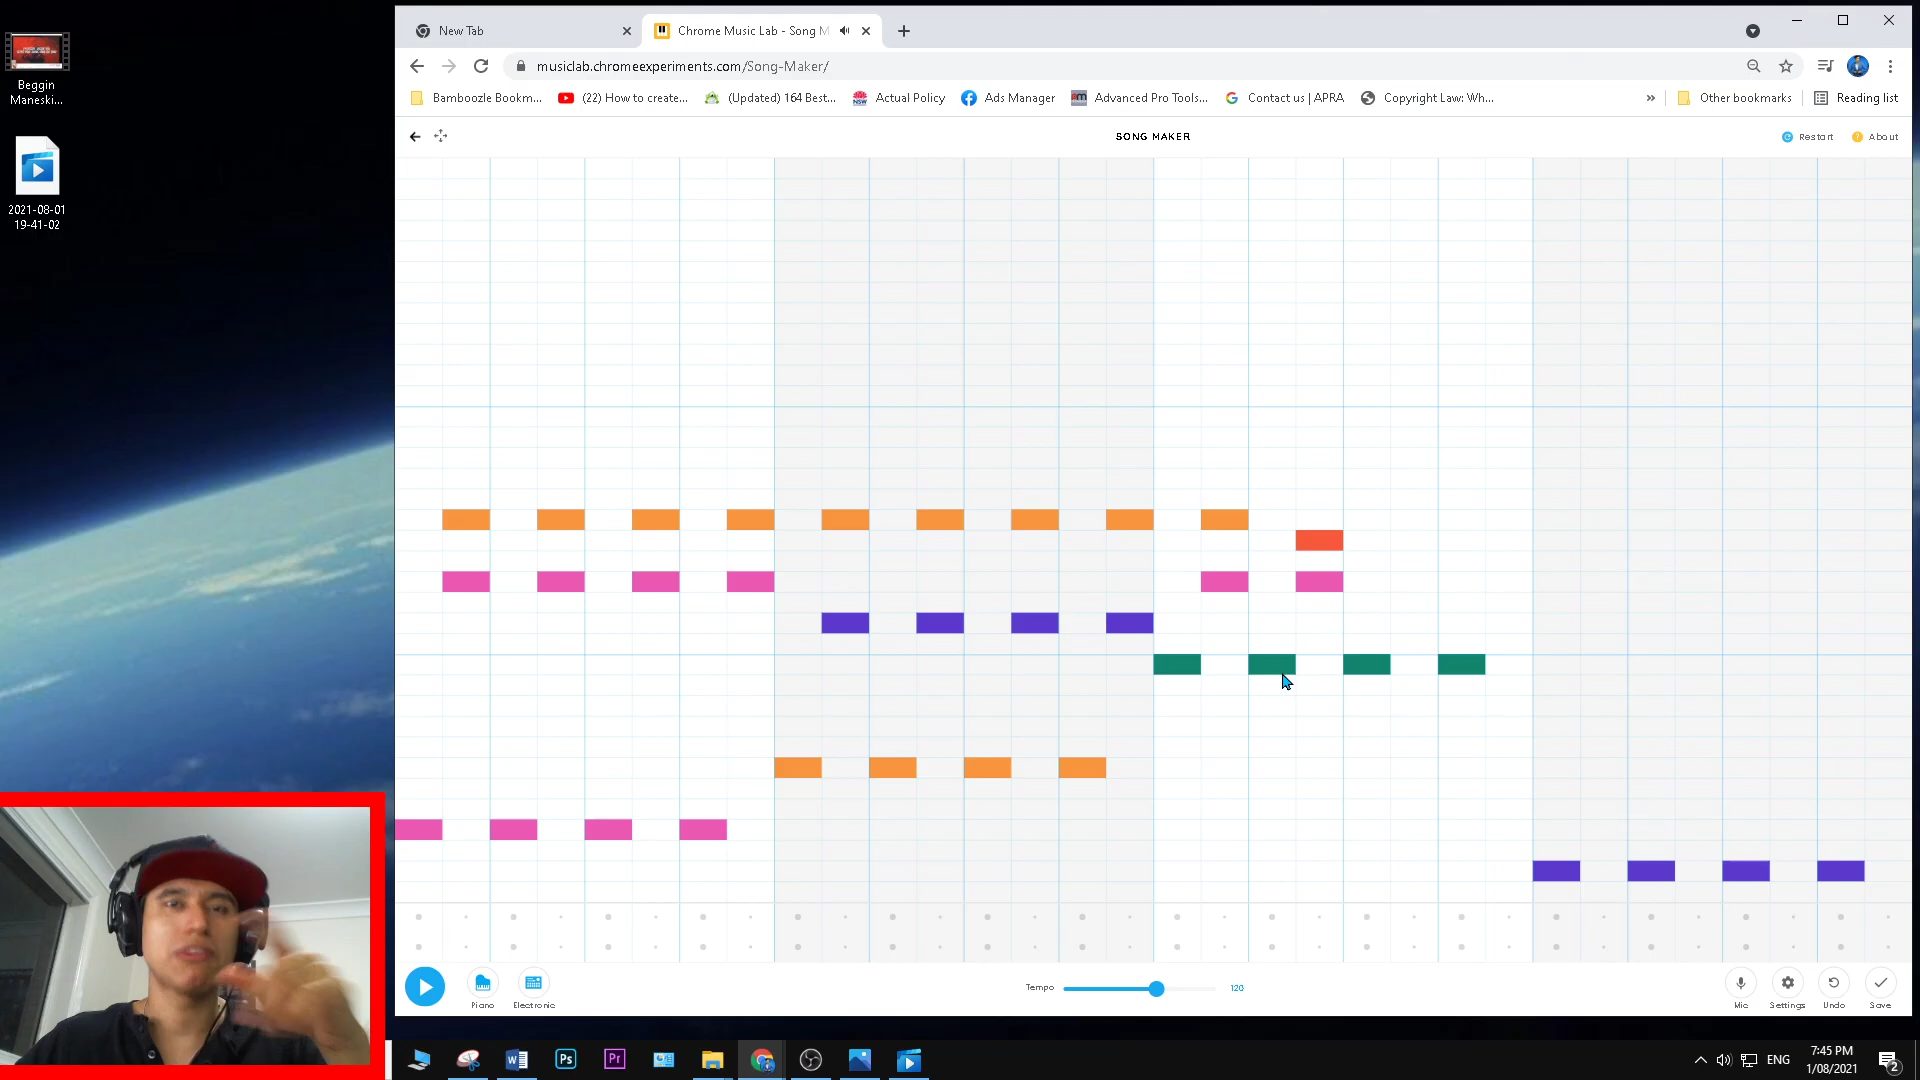 Beggin
Maneski...
2021-08-01
19-41-02
New Tab
Chrome Music Lab - Song M
musiclab.chromeexperiments.com/Song-Maker/
Bamboozle Bookm...
(22) How to create...
(Updated) 164 Best...
Actual Policy
Ads Manager
Advanced Pro Tools...
Contact us | APRA
Copyright Law: Wh...
»
Other bookmarks
Reading list
SONG MAKER
Restart
About
Piano
Electronic
Tempo
120
Mic
Settings
Undo
Save
ENG
7:45 PM
1/08/2021
2